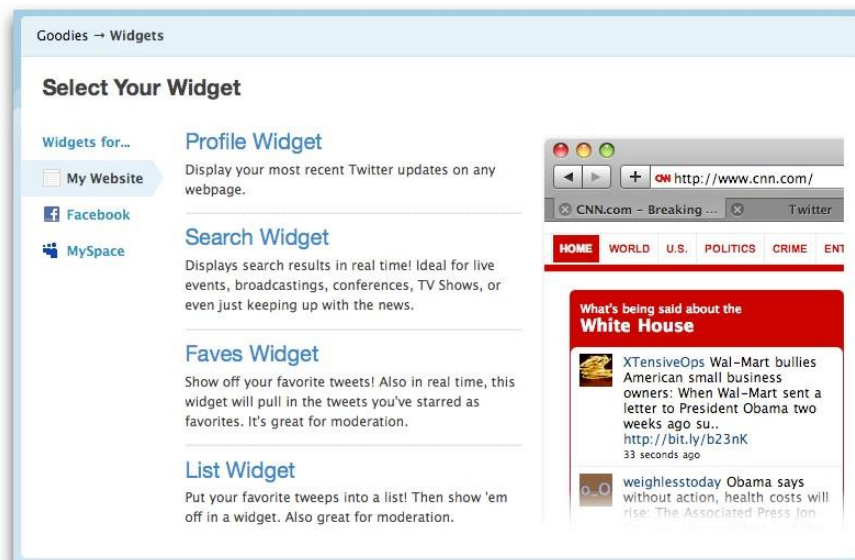 Goodies → Widgets
Select Your Widget
Widgets for...
My Website
Facebook
MySpace
Profile Widget
Display your most recent Twitter updates on any
webpage.
Search Widget
Displays search results in real time! Ideal for live
events, broadcastings, conferences, TV Shows, or
even just keeping up with the news.
Faves Widget
Show off your favorite tweets! Also in real time, this
widget will pull in the tweets you've starred as
favorites. It's great for moderation.
List Widget
Put your favorite tweeps into a list! Then show 'em
off in a widget. Also great for moderation.
CNN http://www.cnn.com/
CNN.com - Breaking ... Twitter
HOME WORLD U.S. POLITICS CRIME ENT
What's being said about the
White House
XTensiveOps Wal-Mart bullies
American small business
owners: When Wal-Mart sent a
letter to President Obama two
weeks ago su..
http://bit.ly/b23nK
33 seconds ago
weighlesstoday Obama says
without action, health costs will
rise: The Associated Press Jon